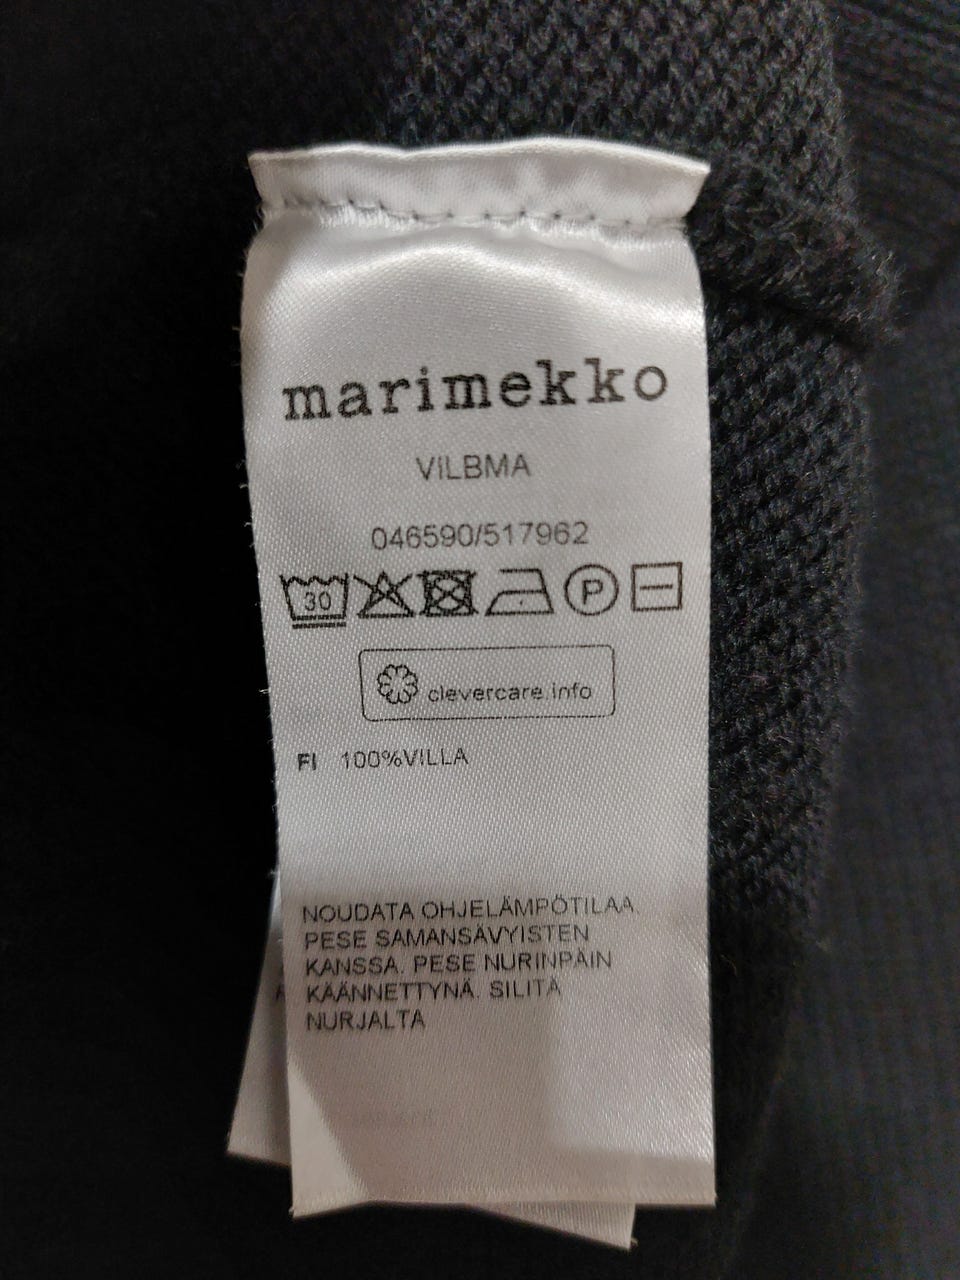 marimekko
VILBMA
046590/517962
30 P
clevercare.info
FI 100%VILLA
NOUDATA OHJELÄMPÖTILAA.
PESE SAMANSÄVYISTEN
KANSSA. PESE NURINPÄIN
KÄÄNNETTYNÄ. SILITÄ
NURJALTA